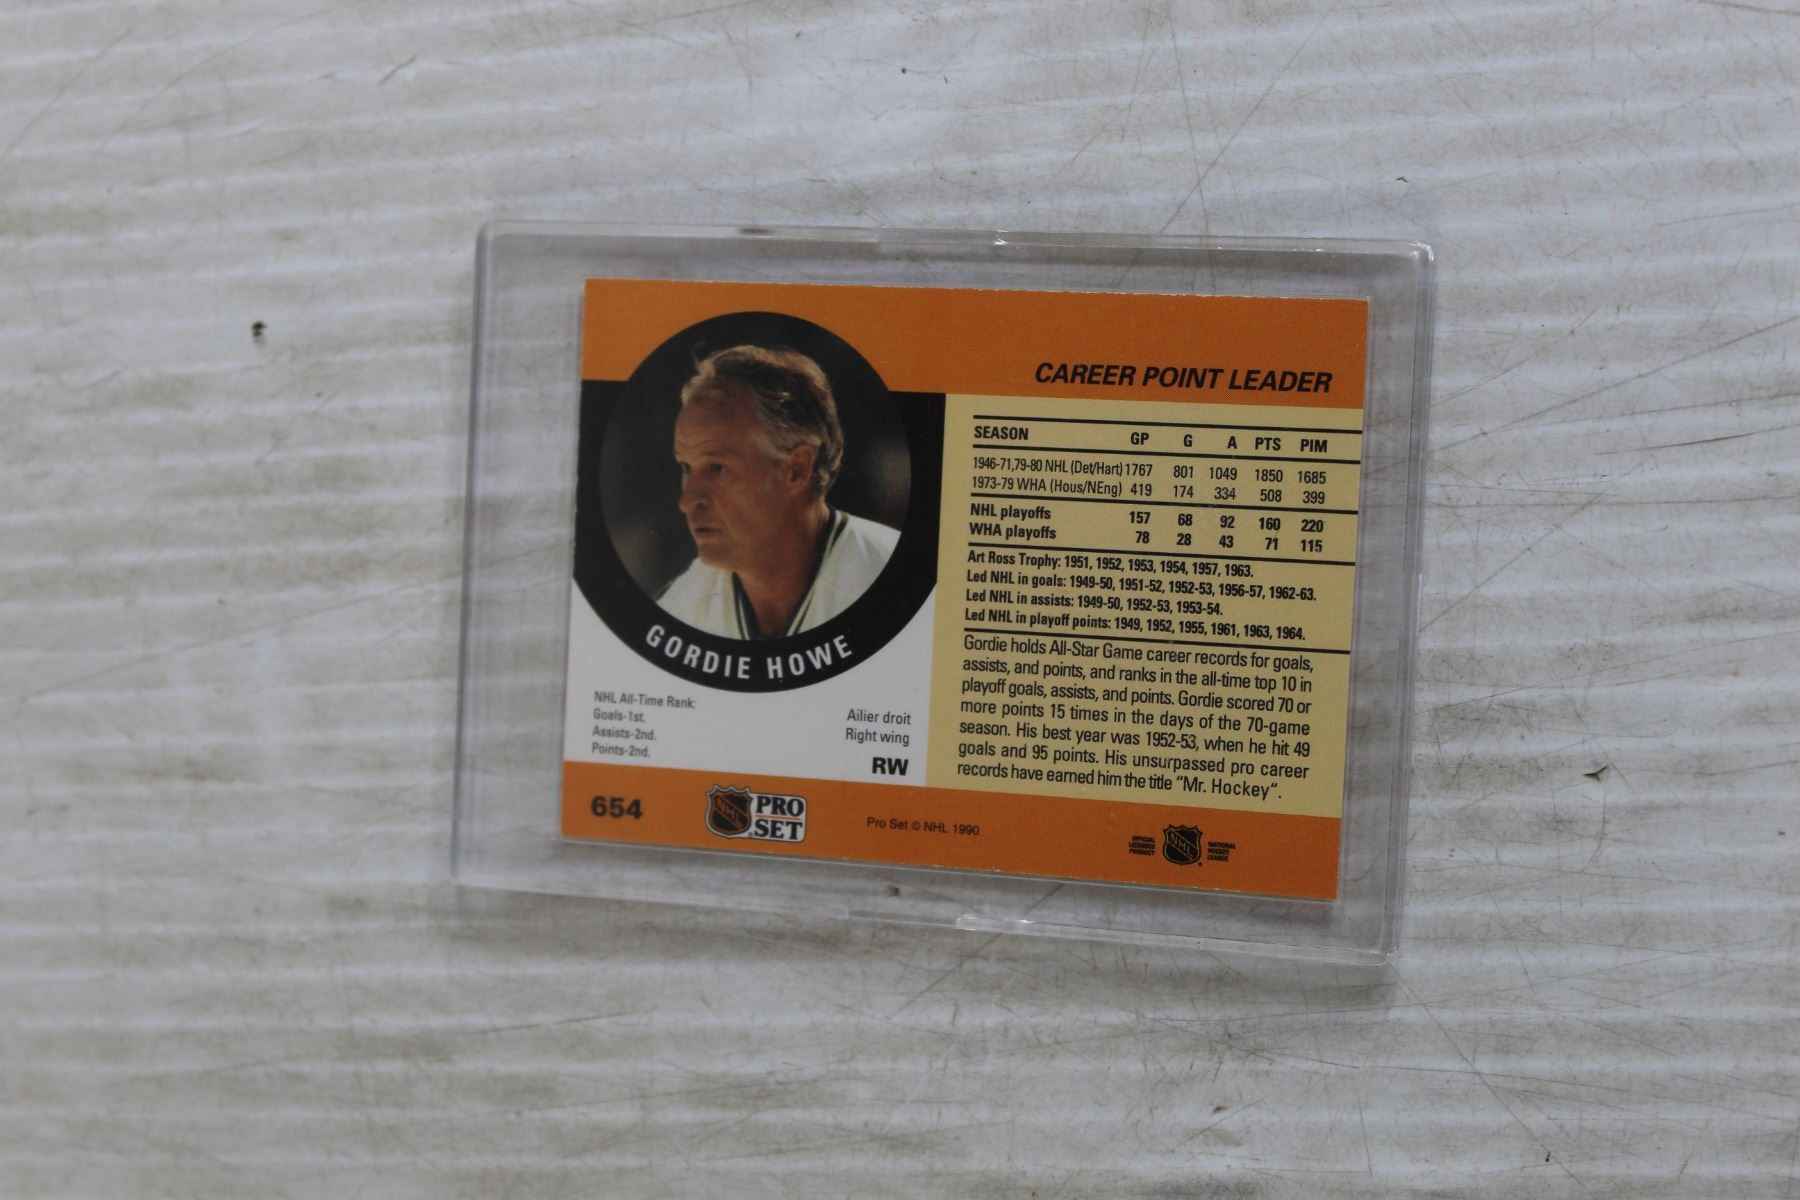 CAREER POINT LEADER
GORDIE HOWE
NHL All-Time Rank:
Goals-1st.
Assists-2nd.
Points-2nd.
Ailier droit
Right wing
RW
SEASON GP G A PTS PIM
1946-71,79-80 NHL (Det/Hart) 1767 801 1049 1850 1685
1973-79 WHA (Hous/NEng) 419 174 334 508 399
NHL playoffs 157 68 92 160 220
WHA playoffs 78 28 43 71 115
Art Ross Trophy: 1951, 1952, 1953, 1954, 1957, 1963.
Led NHL in goals: 1949-50, 1951-52, 1952-53, 1956-57, 1962-63.
Led NHL in assists: 1949-50, 1952-53, 1953-54.
Led NHL in playoff points: 1949, 1952, 1955, 1961, 1963, 1964.
Gordie holds All-Star Game career records for goals,
assists, and points, and ranks in the all-time top 10 in
playoff goals, assists, and points. Gordie scored 70 or
more points 15 times in the days of the 70-game
season. His best year was 1952-53, when he hit 49
goals and 95 points. His unsurpassed pro career
records have earned him the title "Mr. Hockey".
654
NHL
PRO
SET
Pro Set © NHL 1990
OFFICIAL
LICENSED
PRODUCT
NHL
NATIONAL
HOCKEY
LEAGUE